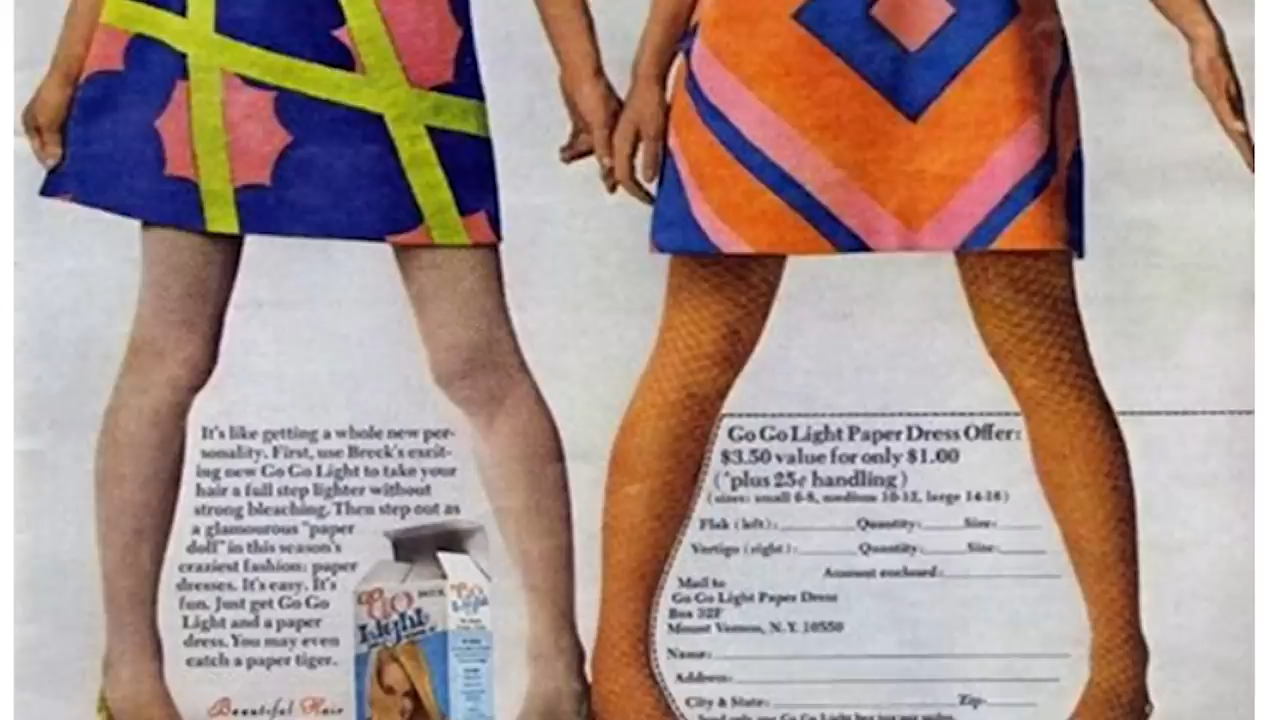 It's like getting a whole new per-
sonality. First, use Breck's excit-
ing new Go Go Light to take your
hair a full step lighter without
strong bleaching. Then step out as
a glamourous "paper
doll" in this season's
craziest fashion: paper
dresses. It's easy. It's
fun. Just get Go Go
Light and a paper
dress. You may even
catch a paper tiger.
Beautiful Hair
Go
Light
Go Go Light Paper Dress Offer:
$3.50 value for only $1.00
(*plus 25¢ handling)
(sizes: small 6-8, medium 10-12, large 14-16)
(left): Quantity: Size:
Vertigo (right): Quantity: Size:
Amount enclosed:
Mail to
Go Go Light Paper Dress
Box 32F
Mount Vernon, N.Y. 10550
Name:
Address:
City & State: Zip